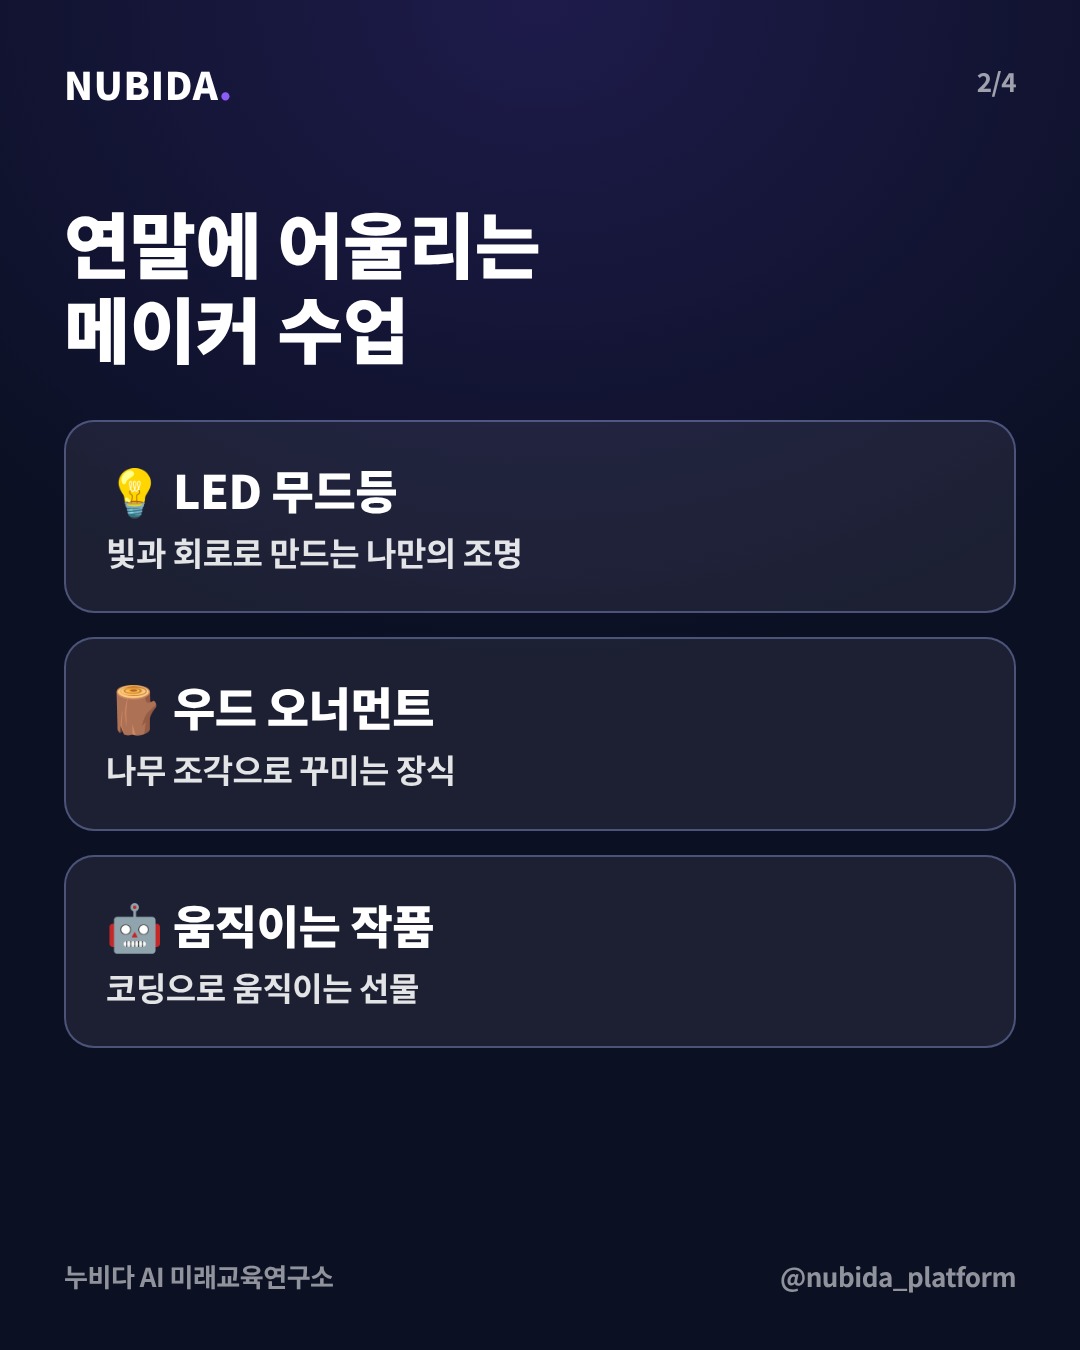 NUBIDA.
2/4
연말에 어울리는
메이커 수업
💡 LED 무드등
빛과 회로로 만드는 나만의 조명
🪵 우드 오너먼트
나무 조각으로 꾸미는 장식
🤖 움직이는 작품
코딩으로 움직이는 선물
누비다 AI 미래교육연구소
@nubida_platform